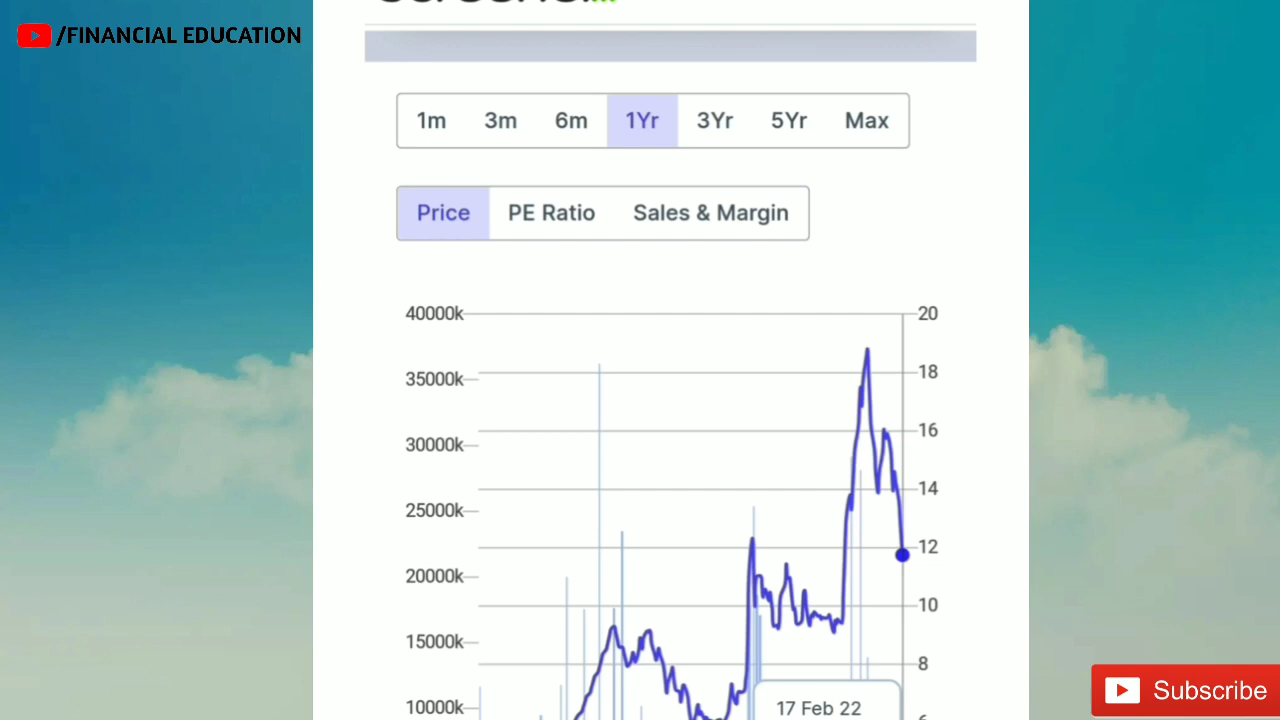 /FINANCIAL EDUCATION
1m 3m 6m 1Yr 3Yr 5Yr Max
Price PE Ratio Sales & Margin
40000k 20
35000k 18
30000k 16
25000k 14
20000k 12
15000k 10
10000k 8
17 Feb 22
Subscribe